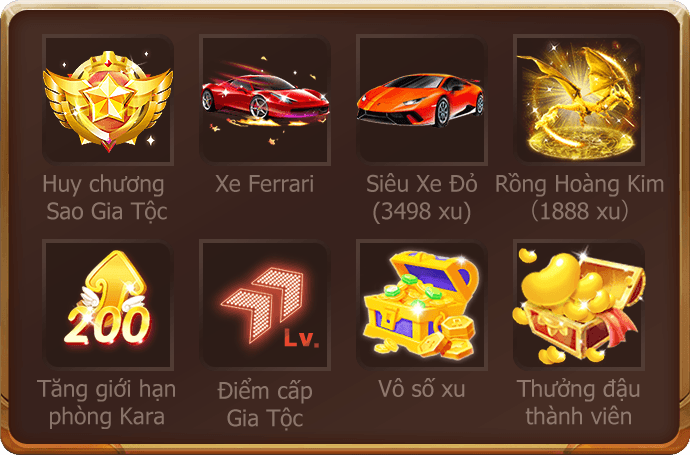 Huy chương
Sao Gia Tộc
Xe Ferrari
Siêu Xe Đỏ
(3498 xu)
Rồng Hoàng Kim
(1888 xu)
200
Tăng giới hạn
phòng Kara
Lv.
Điểm cấp
Gia Tộc
Vô số xu
Thưởng đậu
thành viên